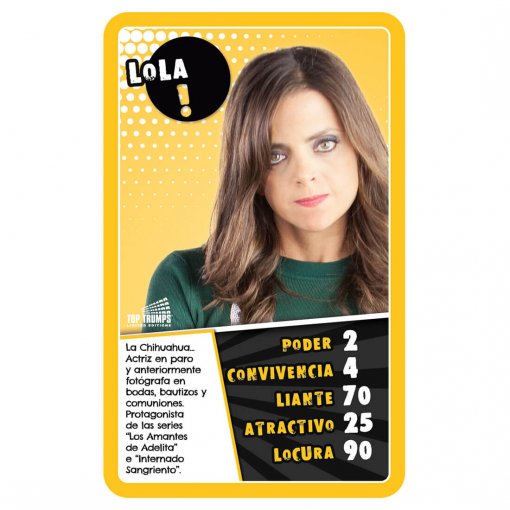 LOLA
!
TOP TRUMPS
LIMITED EDITIONS
La Chihuahua...
Actriz en paro
y anteriormente
fotógrafa en
bodas, bautizos y
comuniones.
Protagonista
de las series
"Los Amantes
de Adelita"
e "Internado
Sangriento".
PODER 2
CONVIVENCIA 4
LIANTE 70
ATRACTIVO 25
LOCURA 90